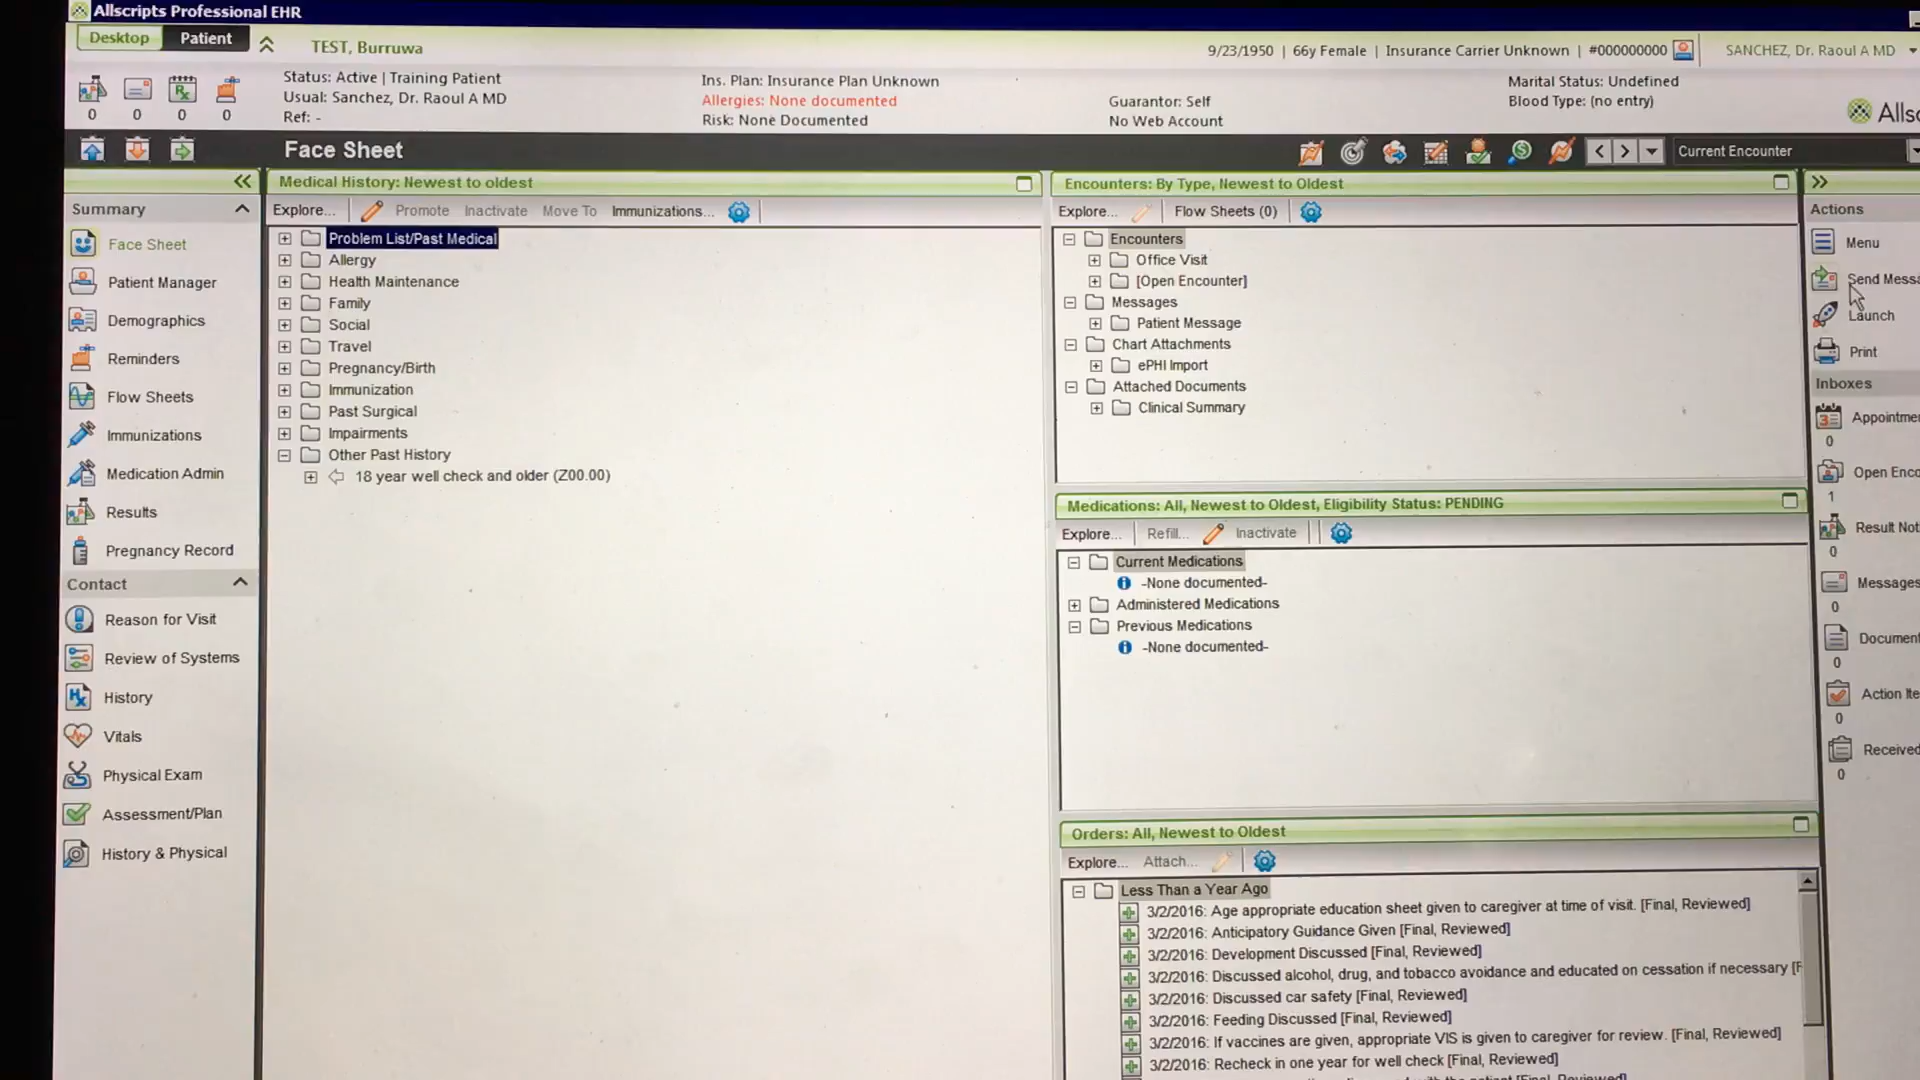 Allscripts Professional EHR
Desktop Patient
TEST, Burruwa
9/23/1950 | 66y Female | Insurance Carrier Unknown | #000000000
SANCHEZ, Dr. Raoul A MD
Status: Active | Training Patient
Usual: Sanchez, Dr. Raoul A MD
Ref: -
Ins. Plan: Insurance Plan Unknown
Allergies: None documented
Risk: None Documented
Guarantor: Self
No Web Account
Marital Status: Undefined
Blood Type: (no entry)
0 0 0 0
Allsc
Face Sheet
Current Encounter
Summary
Face Sheet
Patient Manager
Demographics
Reminders
Flow Sheets
Immunizations
Medication Admin
Results
Pregnancy Record
Contact
Reason for Visit
Review of Systems
History
Vitals
Physical Exam
Assessment/Plan
History & Physical
Medical History: Newest to oldest
Explore... Promote Inactivate Move To Immunizations...
Problem List/Past Medical
Allergy
Health Maintenance
Family
Social
Travel
Pregnancy/Birth
Immunization
Past Surgical
Impairments
Other Past History
18 year well check and older (Z00.00)
Encounters: By Type, Newest to Oldest
Explore... Flow Sheets (0)
Encounters
Office Visit
[Open Encounter]
Messages
Patient Message
Chart Attachments
ePHI Import
Attached Documents
Clinical Summary
Medications: All, Newest to Oldest, Eligibility Status: PENDING
Explore... Refill... Inactivate
Current Medications
-None documented-
Administered Medications
Previous Medications
-None documented-
Orders: All, Newest to Oldest
Explore... Attach...
Less Than a Year Ago
3/2/2016: Age appropriate education sheet given to caregiver at time of visit. [Final, Reviewed]
3/2/2016: Anticipatory Guidance Given [Final, Reviewed]
3/2/2016: Development Discussed [Final, Reviewed]
3/2/2016: Discussed alcohol, drug, and tobacco avoidance and educated on cessation if necessary [F
3/2/2016: Discussed car safety [Final, Reviewed]
3/2/2016: Feeding Discussed [Final, Reviewed]
3/2/2016: If vaccines are given, appropriate VIS is given to caregiver for review. [Final, Reviewed]
3/2/2016: Recheck in one year for well check [Final, Reviewed]
Actions
Menu
Send Messa
Launch
Print
Inboxes
Appointme
0
Open Enco
1
Result Not
0
Messages
0
Document
0
Action Ite
0
Received
0